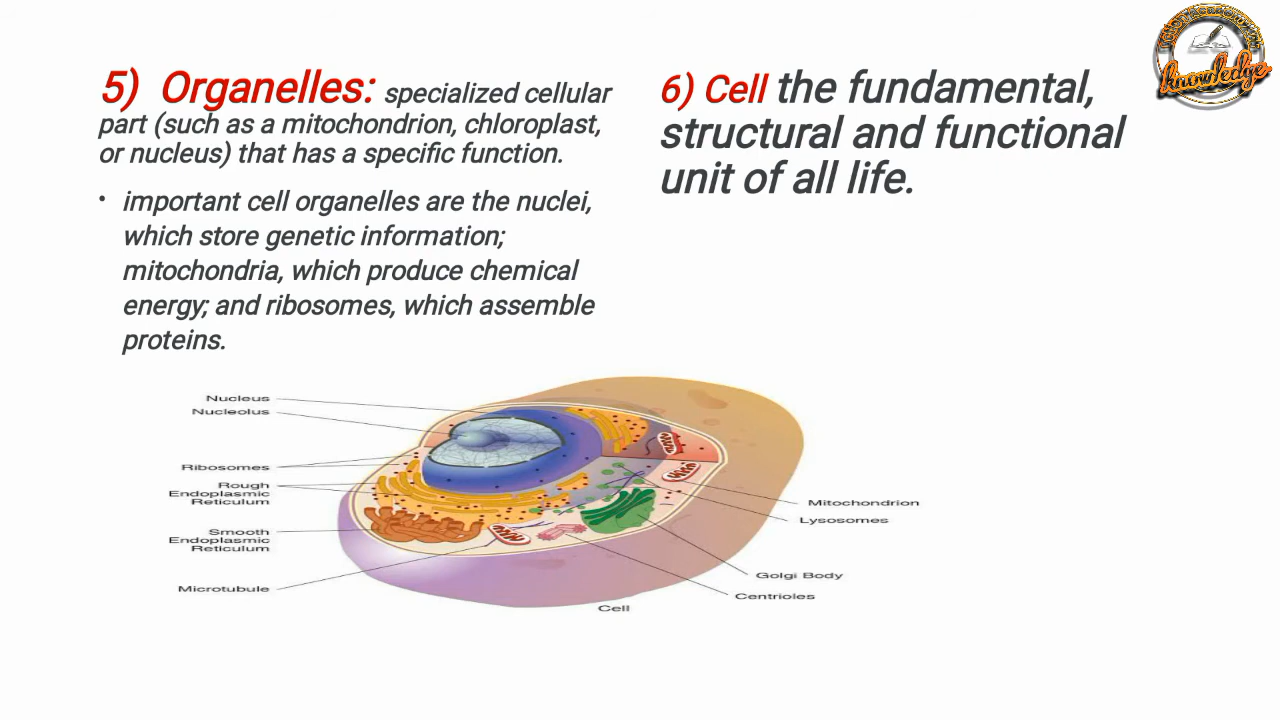 5) Organelles: specialized cellular
part (such as a mitochondrion, chloroplast,
or nucleus) that has a specific function.
• important cell organelles are the nuclei,
which store genetic information;
mitochondria, which produce chemical
energy; and ribosomes, which assemble
proteins.
6) Cell the fundamental,
structural and functional
unit of all life.
knowledge
Nucleus
Nucleolus
Ribosomes
Rough
Endoplasmic
Reticulum
Smooth
Endoplasmic
Reticulum
Microtubule
Mitochondrion
Lysosomes
Golgi Body
Centrioles
Cell